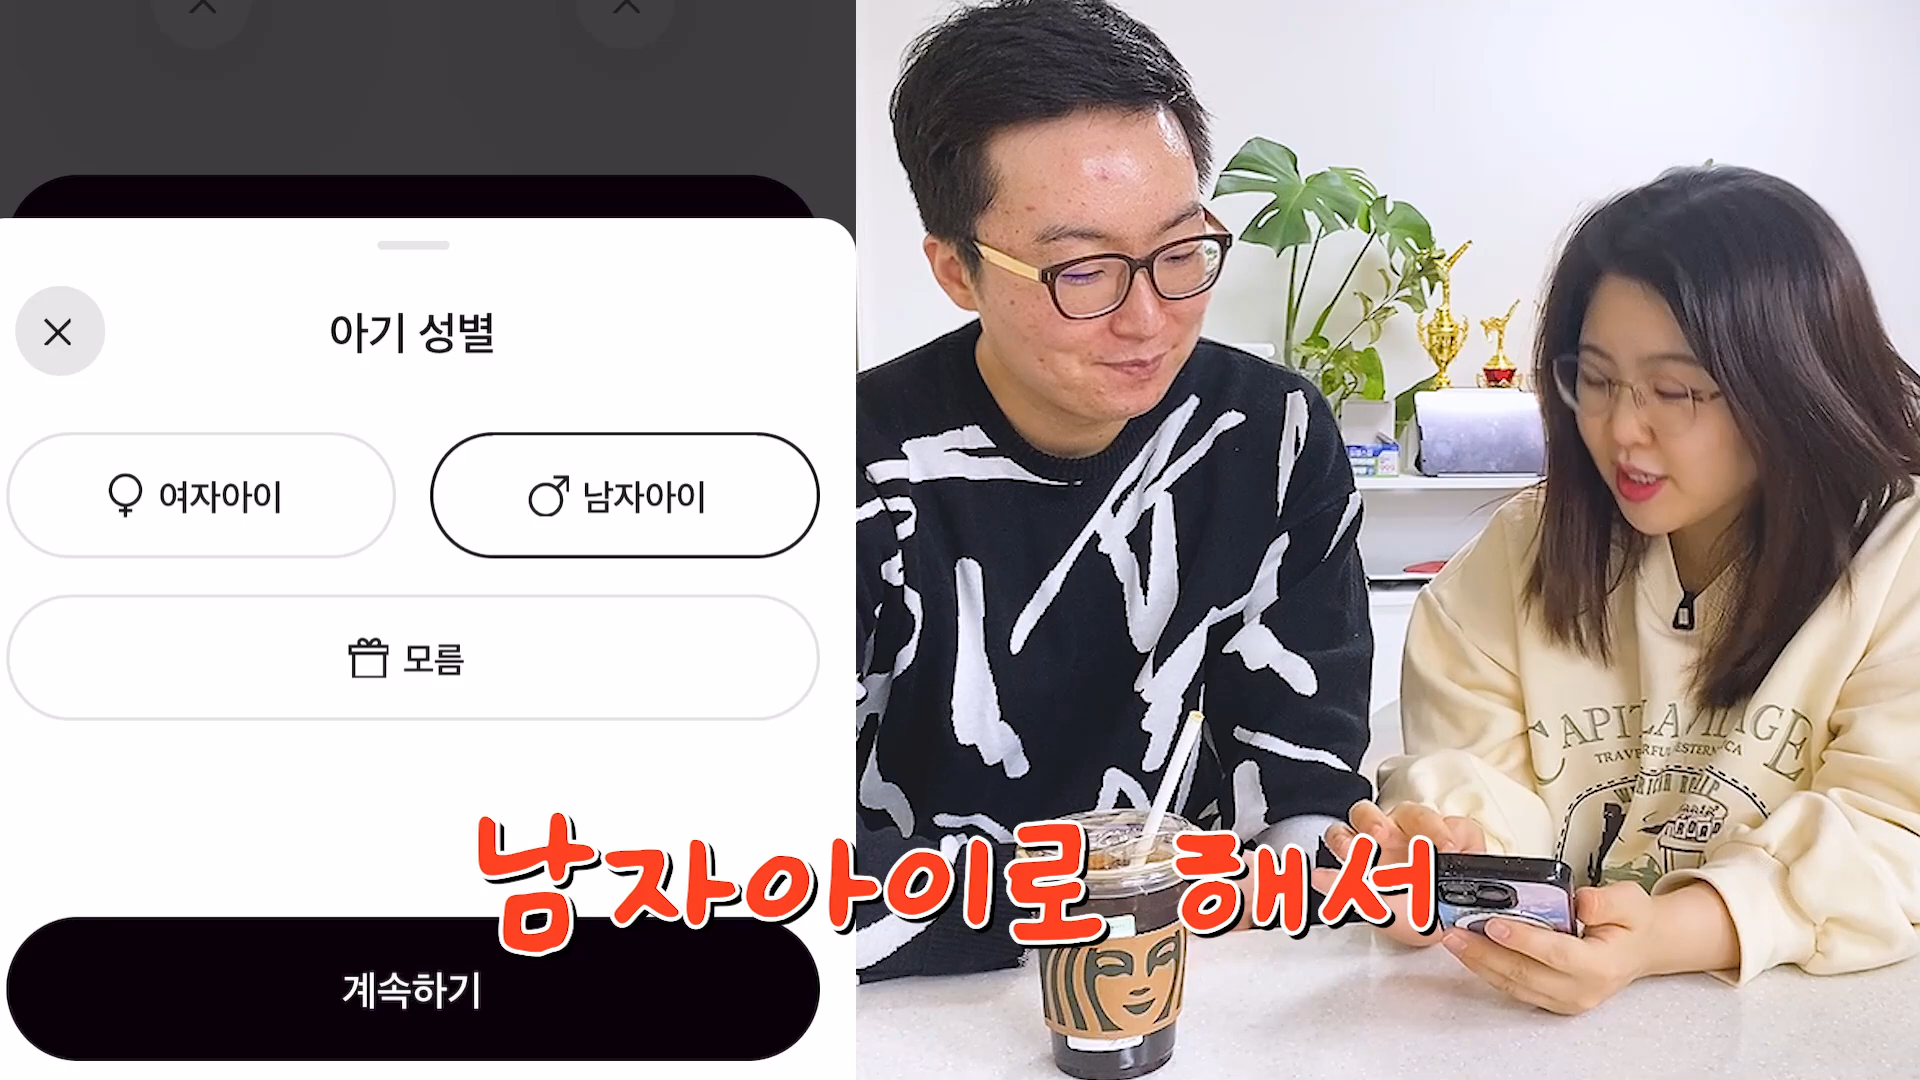 아기 성별
여자아이
남자아이
모름
계속하기
남자아이로 해서
TRAV